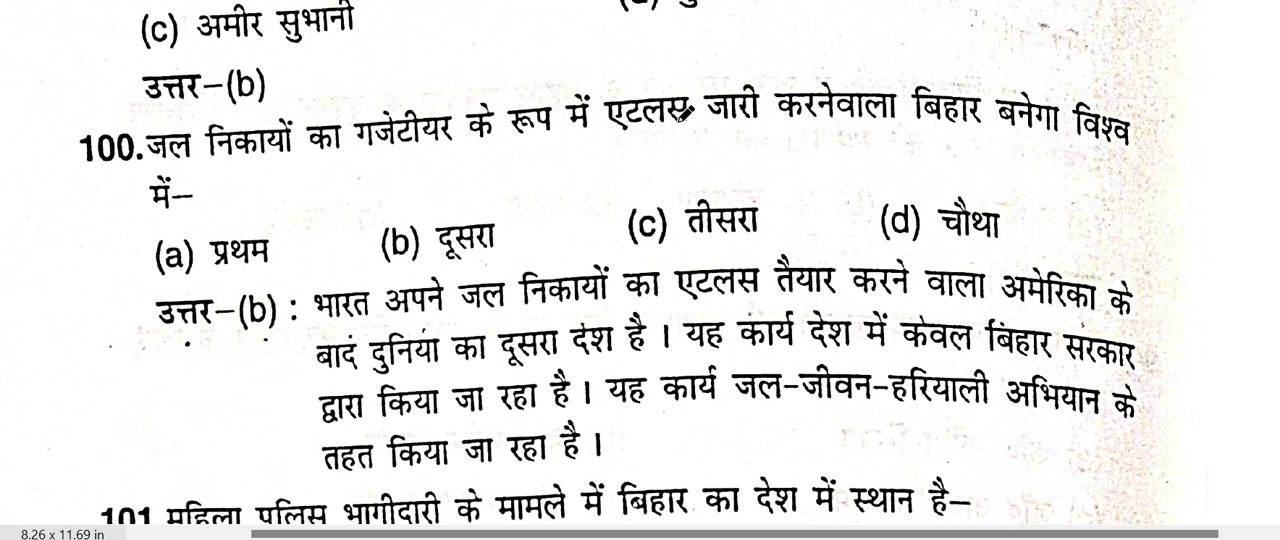 (c) अमीर सुभानी
उत्तर–(b)
100. जल निकायों का गजेटीयर के रूप में एटलस जारी करनेवाला बिहार बनेगा विश्व
में–
(a) प्रथम (b) दूसरा (c) तीसरा (d) चौथा
उत्तर–(b) : भारत अपने जल निकायों का एटलस तैयार करने वाला अमेरिका के
बाद दुनिया का दूसरा देश है । यह कार्य देश में केवल बिहार सरकार
द्वारा किया जा रहा है । यह कार्य जल-जीवन-हरियाली अभियान के
तहत किया जा रहा है ।
101 महिला पुलिस भागीदारी के मामले में बिहार का देश में स्थान है–
8.26 x 11.69 in